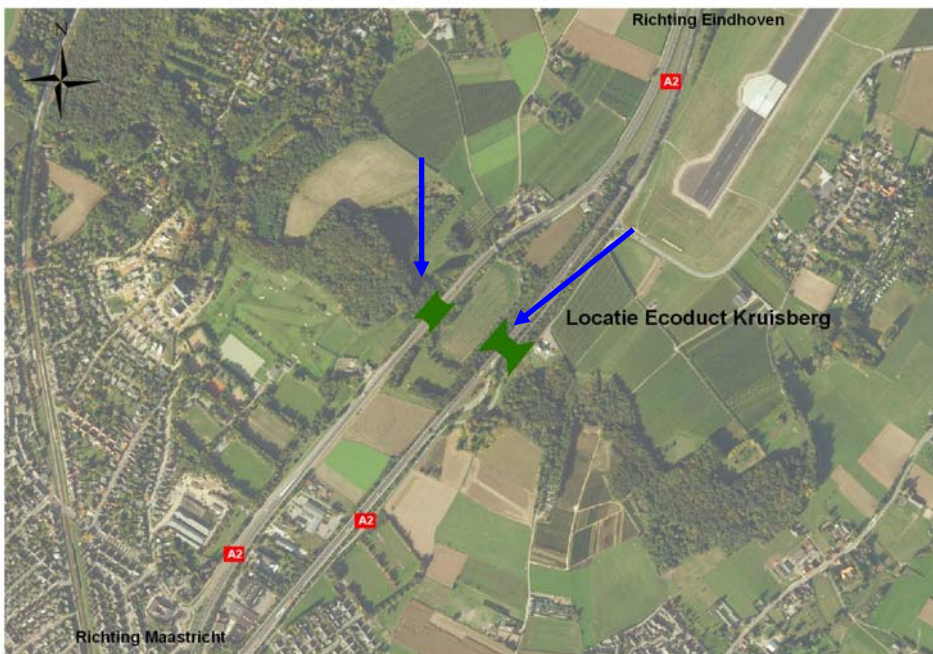 Richting Eindhoven
N
A2
Locatie Ecoduct Kruisberg
A2
A2
Richting Maastricht